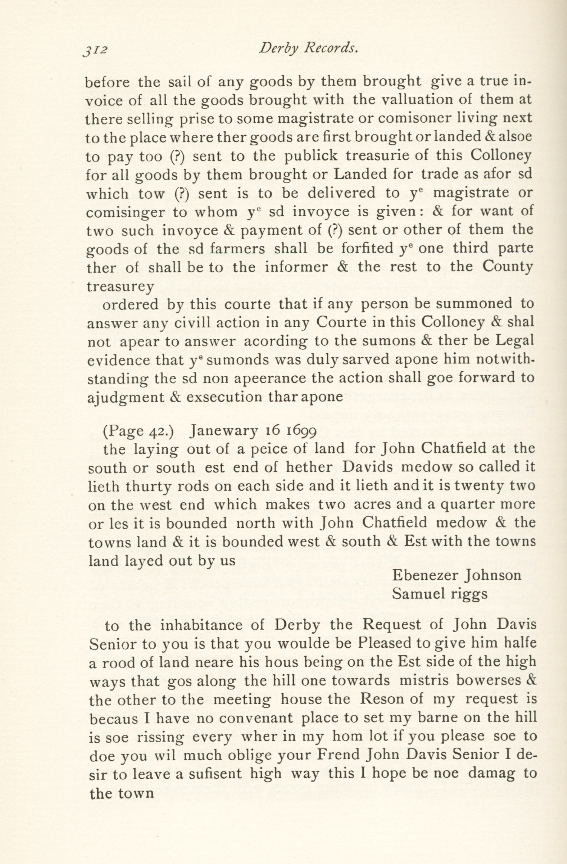 312 Derby Records.
before the sail of any goods by them brought give a true in-
voice of all the goods brought with the valluation of them at
there selling prise to some magistrate or comisoner living next
to the place where ther goods are first brought or landed & alsoe
to pay too (?) sent to the publick treasurie of this Colloney
for all goods by them brought or Landed for trade as afor sd
which tow (?) sent is to be delivered to yᵉ magistrate or
comisinger to whom yᵉ sd invoyce is given: & for want of
two such invoyce & payment of (?) sent or other of them the
goods of the sd farmers shall be forfited yᵉ one third parte
ther of shall be to the informer & the rest to the County
treasurey
ordered by this courte that if any person be summoned to
answer any civill action in any Courte in this Colloney & shal
not apear to answer acording to the sumons & ther be Legal
evidence that yᵉ sumonds was duly sarved apone him notwith-
standing the sd non apeerance the action shall goe forward to
ajudgment & exsecution thar apone
(Page 42.) Janewary 16 1699
the laying out of a peice of land for John Chatfield at the
south or south est end of hether Davids medow so called it
lieth thurty rods on each side and it lieth and it is twenty two
on the west end which makes two acres and a quarter more
or les it is bounded north with John Chatfield medow & the
towns land & it is bounded west & south & Est with the towns
land layed out by us
Ebenezer Johnson
Samuel riggs
to the inhabitance of Derby the Request of John Davis
Senior to you is that you woulde be Pleased to give him halfe
a rood of land neare his hous being on the Est side of the high
ways that gos along the hill one towards mistris bowerses &
the other to the meeting house the Reson of my request is
becaus I have no convenant place to set my barne on the hill
is soe rissing every wher in my hom lot if you please soe to
doe you wil much oblige your Frend John Davis Senior I de-
sir to leave a sufisent high way this I hope be noe damag to
the town